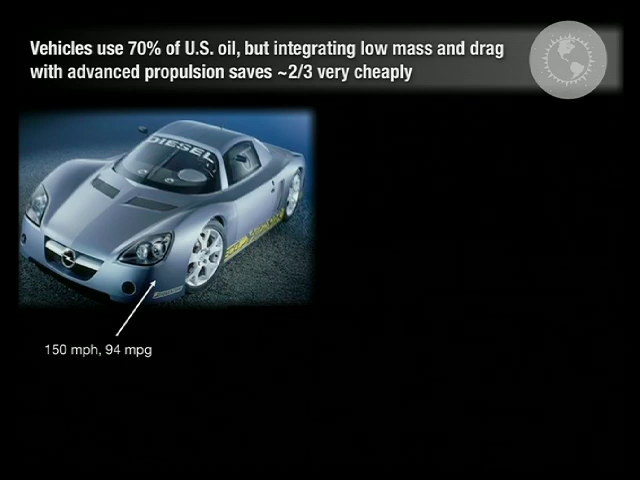 Vehicles use 70% of U.S. oil, but integrating low mass and drag
with advanced propulsion saves ~2/3 very cheaply
DIESEL
150 mph, 94 mpg